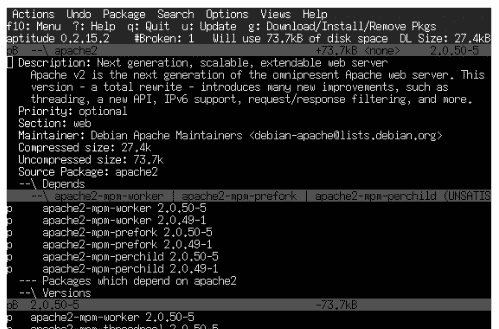 Actions Undo Package Search Options Views Help
f10: Menu ?: Help q: Quit u: Update g: Download/Install/Remove Pkgs
aptitude 0.2.15.2 #Broken: 1 Will use 73.7kB of disk space DL Size: 27.4kB
pB --\ apache2 +73.7kB <none> 2.0.50-5
Description: Next generation, scalable, extendable web server
Apache v2 is the next generation of the omnipresent Apache web server. This
version - a total rewrite - introduces many new improvements, such as
threading, a new API, IPv6 support, request/response filtering, and more.
Priority: optional
Section: web
Maintainer: Debian Apache Maintainers <debian-apache@lists.debian.org>
Compressed size: 27.4k
Uncompressed size: 73.7k
Source Package: apache2
--\ Depends
--\ apache2-mpm-worker | apache2-mpm-prefork | apache2-mpm-perchild (UNSATIS
p apache2-mpm-worker 2.0.50-5
p apache2-mpm-worker 2.0.49-1
p apache2-mpm-prefork 2.0.50-5
p apache2-mpm-prefork 2.0.49-1
p apache2-mpm-perchild 2.0.50-5
p apache2-mpm-perchild 2.0.49-1
--- Packages which depend on apache2
--\ Versions
pB 2.0.50-5 -73.7kB
p apache2-mpm-worker 2.0.50-5
p apache2-mpm-threadpool 2.0.50-5